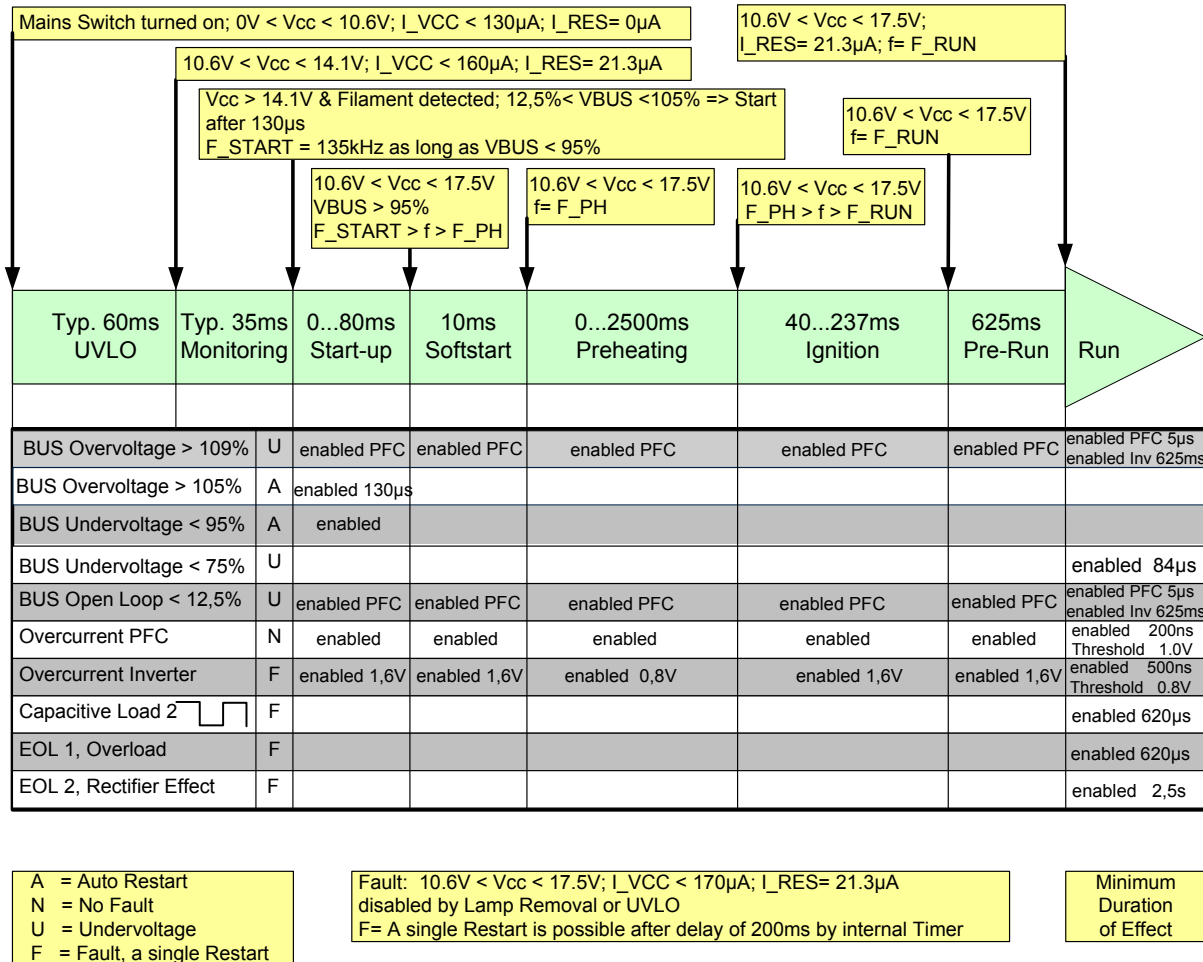 Mains Switch turned on; 0V < Vcc < 10.6V; I_VCC < 130µA; I_RES= 0µA
10.6V < Vcc < 17.5V;
I_RES= 21.3µA; f= F_RUN
10.6V < Vcc < 14.1V; I_VCC < 160µA; I_RES= 21.3µA
Vcc > 14.1V & Filament detected; 12,5%< VBUS <105% => Start
after 130µs
F_START = 135kHz as long as VBUS < 95%
10.6V < Vcc < 17.5V
f= F_RUN
10.6V < Vcc < 17.5V
VBUS > 95%
F_START > f > F_PH
10.6V < Vcc < 17.5V
f= F_PH
10.6V < Vcc < 17.5V
F_PH > f > F_RUN
Typ. 60ms
UVLO
Typ. 35ms
Monitoring
0...80ms
Start-up
10ms
Softstart
0...2500ms
Preheating
40...237ms
Ignition
625ms
Pre-Run
Run
BUS Overvoltage > 109% U enabled PFC enabled PFC enabled PFC enabled PFC enabled PFC enabled PFC 5µs
enabled Inv 625ms
BUS Overvoltage > 105% A enabled 130µs
BUS Undervoltage < 95% A enabled
BUS Undervoltage < 75% U enabled 84µs
BUS Open Loop < 12,5% U enabled PFC enabled PFC enabled PFC enabled PFC enabled PFC enabled PFC 5µs
enabled Inv 625ms
Overcurrent PFC N enabled enabled enabled enabled enabled enabled 200ns
Threshold 1.0V
Overcurrent Inverter F enabled 1,6V enabled 1,6V enabled 0,8V enabled 1,6V enabled 1,6V enabled 500ns
Threshold 0.8V
Capacitive Load 2 F enabled 620µs
EOL 1, Overload F enabled 620µs
EOL 2, Rectifier Effect F enabled 2,5s
A = Auto Restart
N = No Fault
U = Undervoltage
F = Fault, a single Restart
Fault: 10.6V < Vcc < 17.5V; I_VCC < 170µA; I_RES= 21.3µA
disabled by Lamp Removal or UVLO
F= A single Restart is possible after delay of 200ms by internal Timer
Minimum
Duration
of Effect